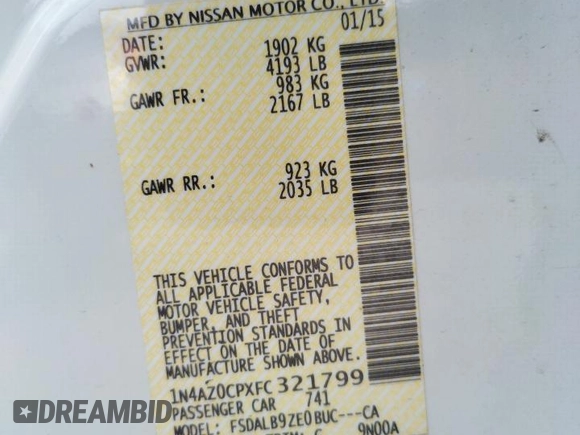 MFD BY NISSAN MOTOR CO., LTD.
DATE: 01/15
GVWR: 1902 KG
4193 LB
GAWR FR.: 983 KG
2167 LB
GAWR RR.: 923 KG
2035 LB
THIS VEHICLE CONFORMS TO
ALL APPLICABLE FEDERAL
MOTOR VEHICLE SAFETY,
BUMPER, AND THEFT
PREVENTION STANDARDS IN
EFFECT ON THE DATE OF
MANUFACTURE SHOWN ABOVE.
1N4AZ0CPXFC321799
PASSENGER CAR 741
MODEL: FSDALB9ZE0BUC---CA
9N00A
DREAMBID